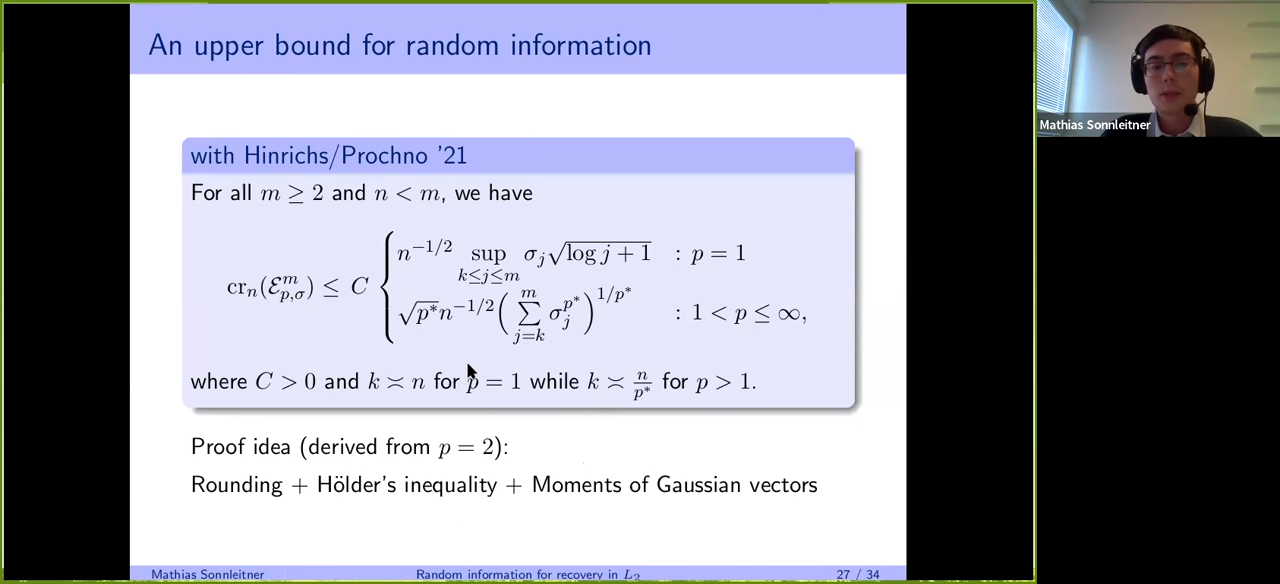 An upper bound for random information
with Hinrichs/Prochno '21
For all m ≥ 2 and n < m, we have
cr_n(ℰ^m_{p,σ}) ≤ C { n^{-1/2} sup_{k≤j≤m} σ_j √(log j + 1) : p = 1
√(p*) n^{-1/2} ( ∑_{j=k}^{m} σ_j^{p*} )^{1/p*} : 1 < p ≤ ∞,
where C > 0 and k ≍ n for p = 1 while k ≍ n/p* for p > 1.
Proof idea (derived from p = 2):
Rounding + Hölder's inequality + Moments of Gaussian vectors
Mathias Sonnleitner Random information for recovery in L_2 27 / 34
Mathias Sonnleitner